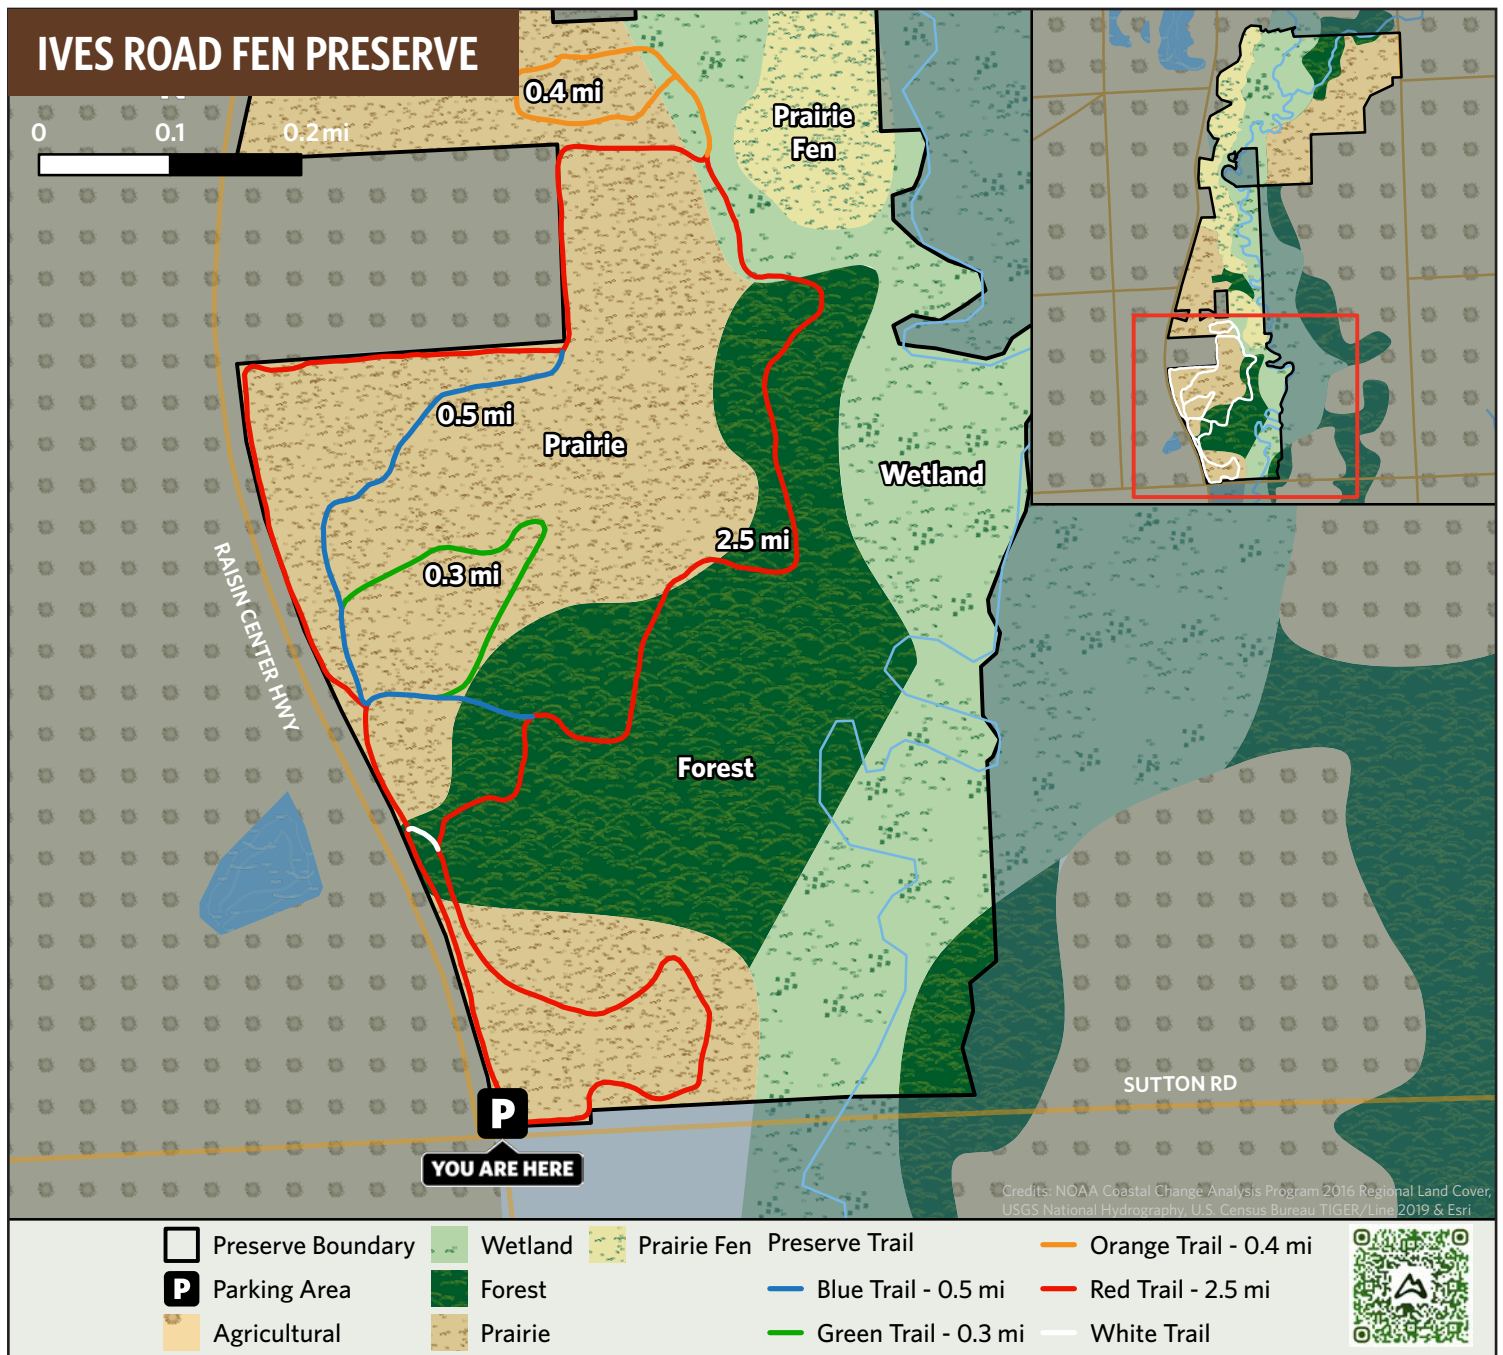 IVES ROAD FEN PRESERVE
0 0.1 0.2 mi
0.4 mi
Prairie
Fen
0.5 mi
Prairie
Wetland
2.5 mi
0.3 mi
RAISIN CENTER HWY
Forest
SUTTON RD
P
YOU ARE HERE
Credits: NOAA Coastal Change Analysis Program 2016 Regional Land Cover,
USGS National Hydrography, U.S. Census Bureau TIGER/Line 2019 & Esri
Preserve Boundary
P Parking Area
Agricultural
Wetland
Forest
Prairie
Prairie Fen
Preserve Trail
Blue Trail - 0.5 mi
Green Trail - 0.3 mi
Orange Trail - 0.4 mi
Red Trail - 2.5 mi
White Trail